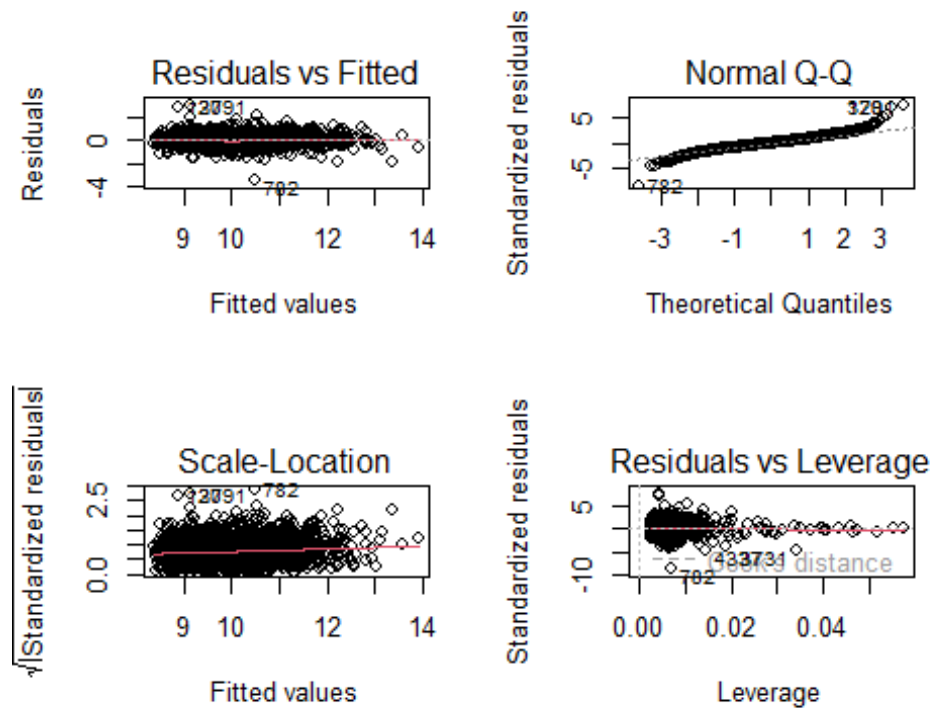 Residuals vs Fitted
Residuals
0
-4
782
9 10 12 14
Fitted values
Normal Q-Q
Standardized residuals
5
-5
782
-3 -1 1 2 3
Theoretical Quantiles
Scale-Location
√|Standardized residuals|
2.5
0.0
782
9 10 12 14
Fitted values
Residuals vs Leverage
Standardized residuals
5
-10
Cook's distance
782
0.00 0.02 0.04
Leverage